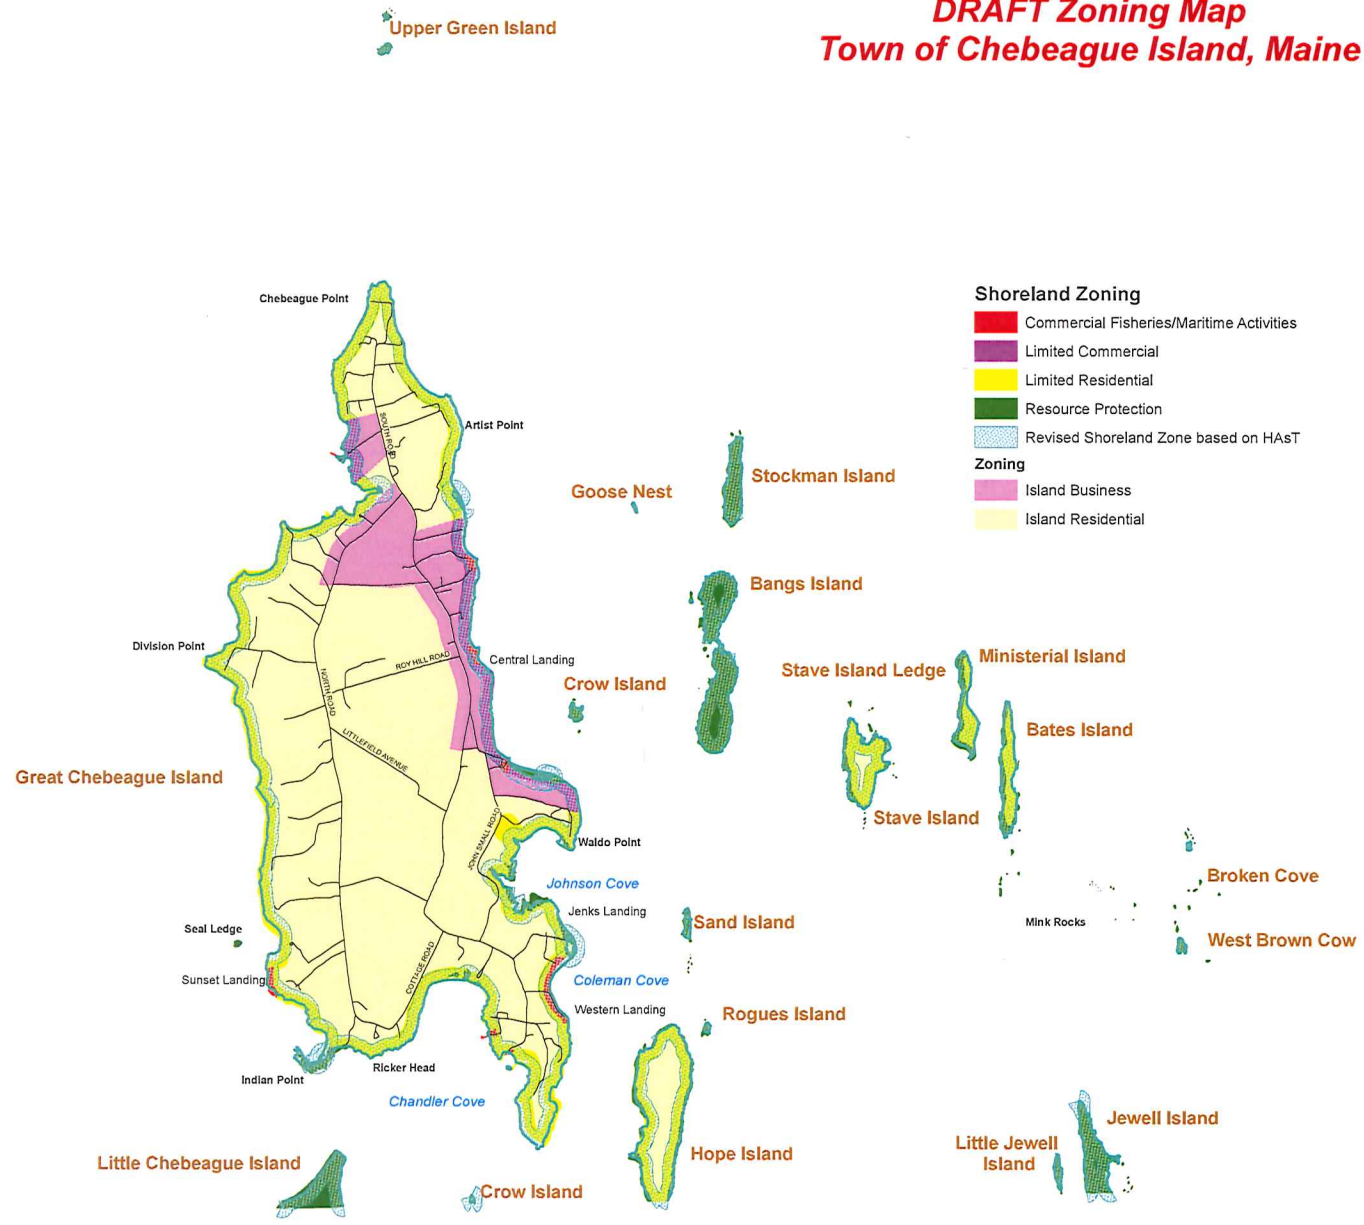 DRAFT Zoning Map
Town of Chebeague Island, Maine
Upper Green Island
Chebeague Point
Shoreland Zoning
Commercial Fisheries/Maritime Activities
Limited Commercial
Limited Residential
Resource Protection
Revised Shoreland Zone based on HAsT
Zoning
Island Business
Island Residential
SOUTH ROAD
Artist Point
Stockman Island
Goose Nest
Bangs Island
Division Point
ROY HILL ROAD
Central Landing
NORTH ROAD
Crow Island
Stave Island Ledge
Ministerial Island
Bates Island
LITTLEFIELD AVENUE
Great Chebeague Island
Stave Island
JOHN SMALL ROAD
Waldo Point
Johnson Cove
Broken Cove
Jenks Landing
Sand Island
Mink Rocks
Seal Ledge
West Brown Cow
COTTAGE ROAD
Sunset Landing
Coleman Cove
Western Landing
Rogues Island
Ricker Head
Indian Point
Chandler Cove
Jewell Island
Little Jewell
Island
Hope Island
Little Chebeague Island
Crow Island